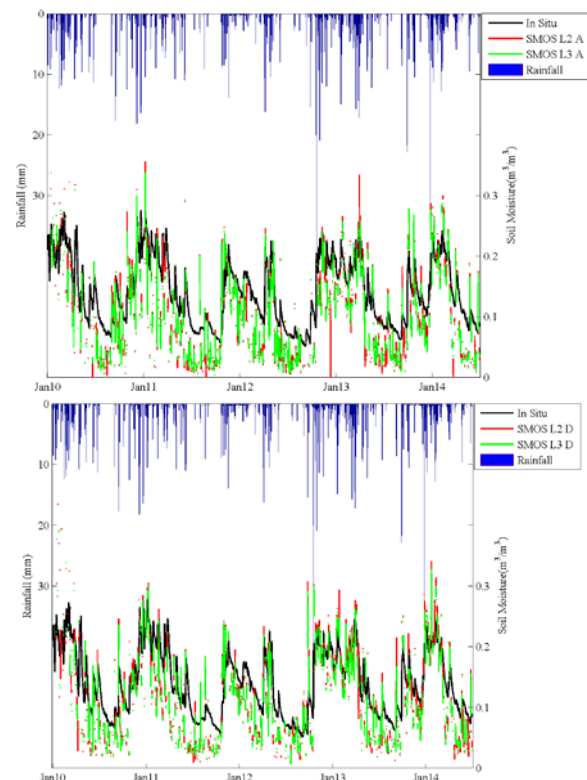 0
10
20
30
Rainfall (mm)
In Situ
SMOS L2 A
SMOS L3 A
Rainfall
0.3
0.2
0.1
0
Soil Moisture(m³/m³)
Jan10 Jan11 Jan12 Jan13 Jan14
0
10
20
30
Rainfall (mm)
In Situ
SMOS L2 D
SMOS L3 D
Rainfall
0.3
0.2
0.1
0
Soil Moisture(m³/m³)
Jan10 Jan11 Jan12 Jan13 Jan14